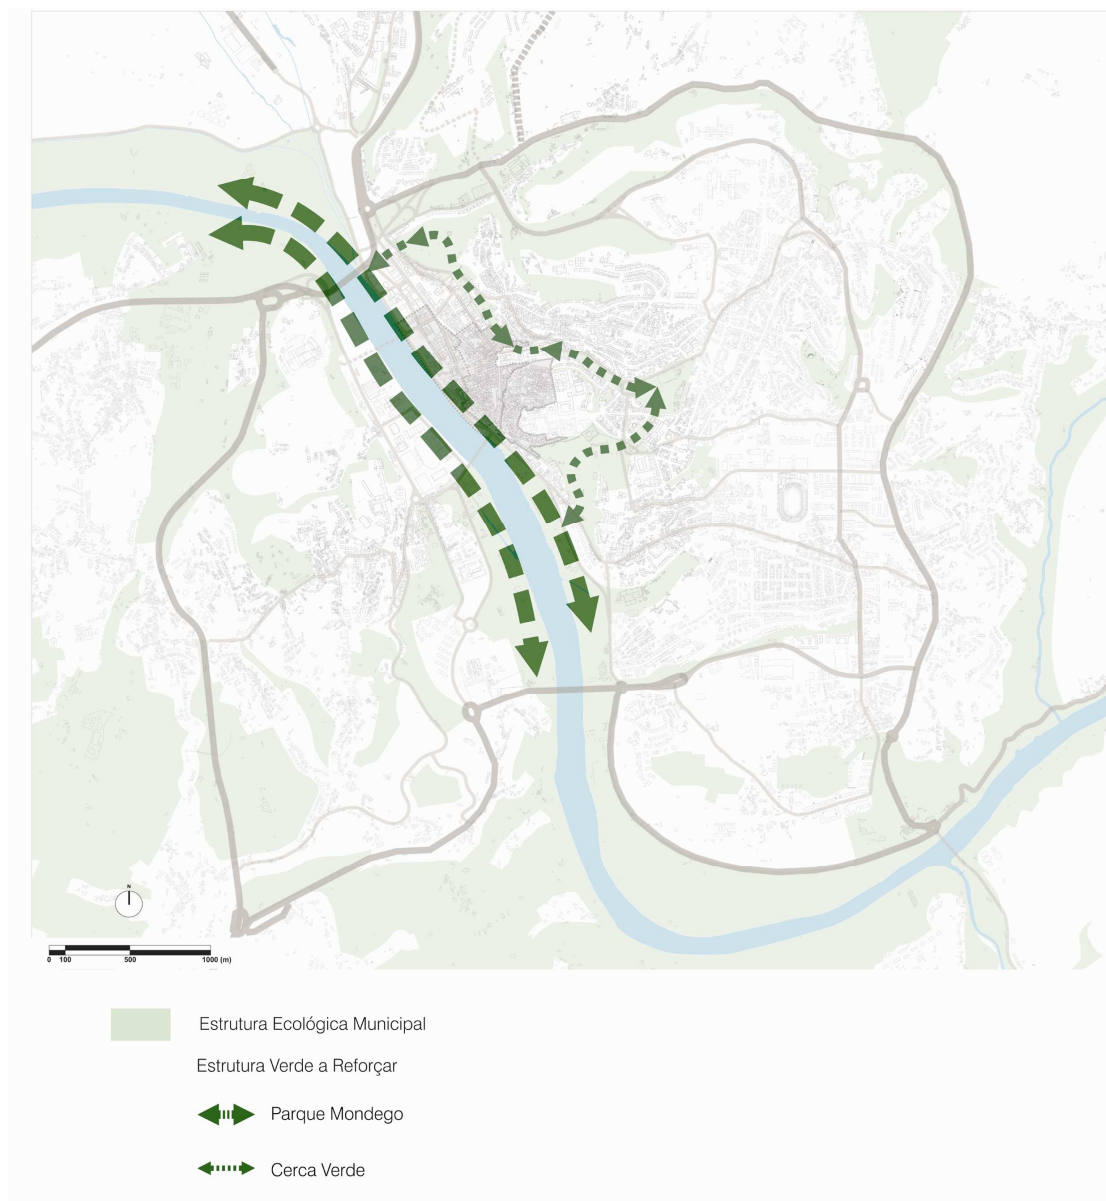 N
0 100 500 1000 (m)
Estrutura Ecológica Municipal
Estrutura Verde a Reforçar
Parque Mondego
Cerca Verde